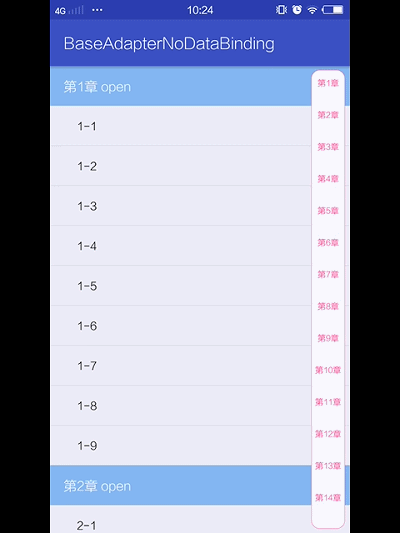 4G 10:24
BaseAdapterNoDataBinding
第1章 open
1-1
1-2
1-3
1-4
1-5
1-6
1-7
1-8
1-9
第2章 open
2-1
第1章
第2章
第3章
第4章
第5章
第6章
第7章
第8章
第9章
第10章
第11章
第12章
第13章
第14章